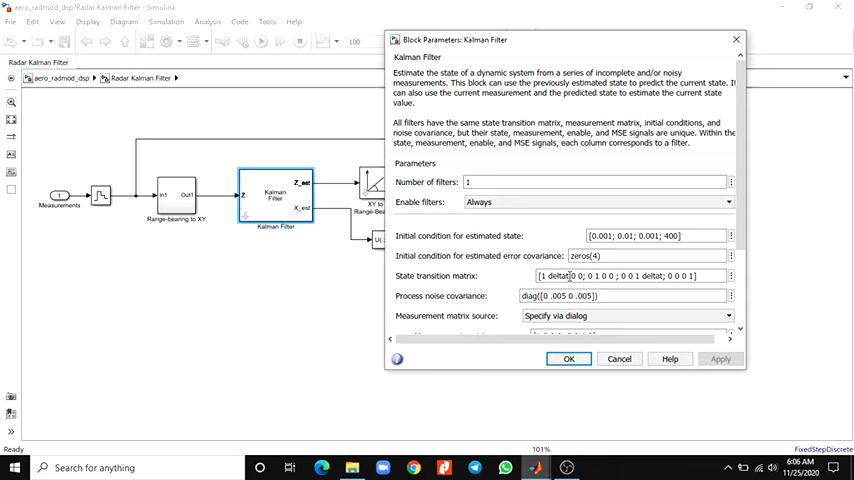 aero_radmod_dsp/Radar Kalman Filter - Simulink
File Edit View Display Diagram Simulation Analysis Code Tools Help
100
Radar Kalman Filter
aero_radmod_dsp Radar Kalman Filter
1
Measurements
In1 Out1
Range-bearing to XY
Z
Kalman
Filter
Z_est
X_est
Kalman Filter
XY to
Range-Bea
U(
Block Parameters: Kalman Filter
Kalman Filter
Estimate the state of a dynamic system from a series of incomplete and/or noisy
measurements. This block can use the previously estimated state to predict the current state. It
can also use the current measurement and the predicted state to estimate the current state
value.
All filters have the same state transition matrix, measurement matrix, initial conditions, and
noise covariance, but their state, measurement, enable, and MSE signals are unique. Within the
state, measurement, enable, and MSE signals, each column corresponds to a filter.
Parameters
Number of filters: 1
Enable filters: Always
Initial condition for estimated state: [0.001; 0.01; 0.001; 400]
Initial condition for estimated error covariance: zeros(4)
State transition matrix: [1 deltat 0 0; 0 1 0 0 ; 0 0 1 deltat; 0 0 0 1]
Process noise covariance: diag([0 .005 0 .005])
Measurement matrix source: Specify via dialog
OK Cancel Help Apply
Ready 101% FixedStepDiscrete
Search for anything
6:06 AM
11/25/2020